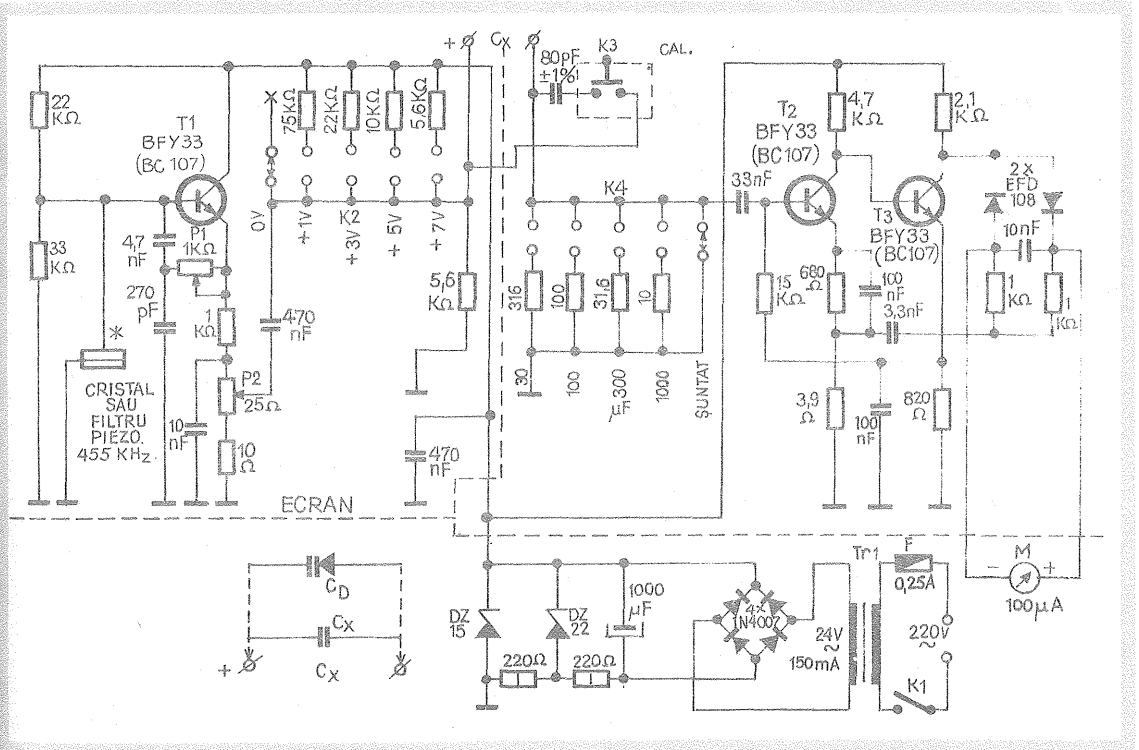 + Cx
K3
CAL.
80pF
±1%
22
KΩ
T1
BFY33
(BC107)
75KΩ
22KΩ
10KΩ
5,6KΩ
T2
BFY33
(BC107)
4,7
KΩ
2,1
KΩ
33nF
2x
EFD
108
T3
BFY33
(BC107)
10nF
K4
0V
+1V
K2
+3V
+5V
+7V
33
KΩ
4,7
nF
P1
1KΩ
270
pF
1
KΩ
470
nF
5,6
KΩ
316
100
31,6
10
15
KΩ
680
Ω
100
nF
3,3nF
1
KΩ
1
KΩ
*
CRISTAL
SAU
FILTRU
PIEZO.
455 KHz.
P2
25Ω
10
nF
10
Ω
470
nF
30
100
300
μF
1000
ȘUNTAT
3,9
Ω
100
nF
820
Ω
ECRAN
CD
Cx
+
Cx
DZ
15
DZ
22
1000
μF
220Ω
220Ω
4x
1N4007
Tr1
24V
~
150mA
F
0,25A
220V
~
K1
- M +
100μA